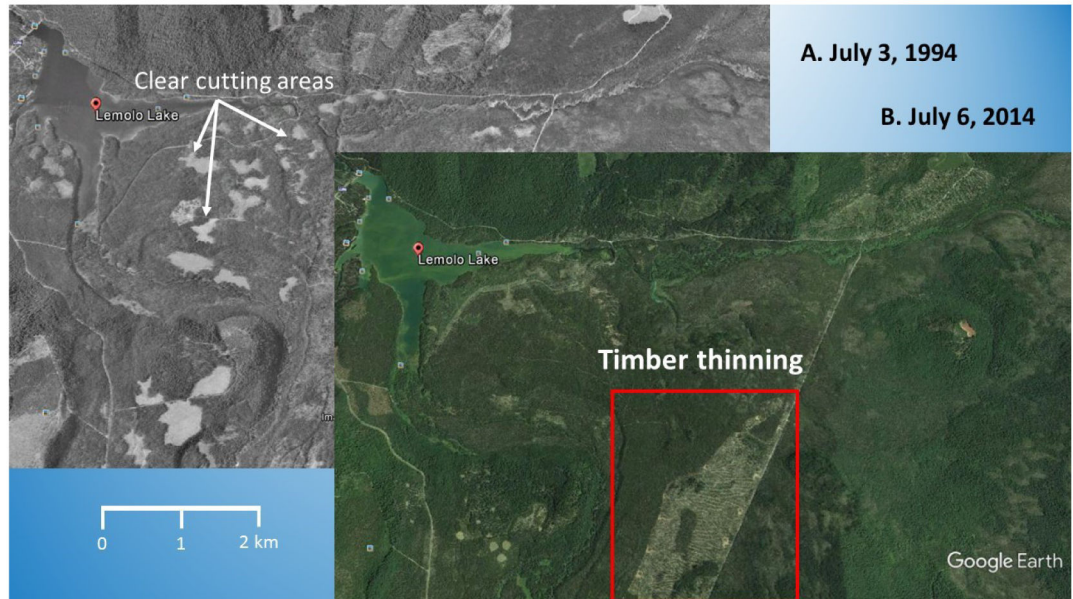 A. July 3, 1994
B. July 6, 2014
Clear cutting areas
Lemolo Lake
Lemolo Lake
Timber thinning
0 1 2 km
Google Earth